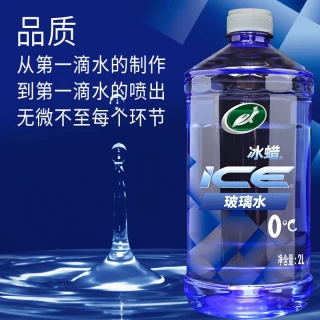 品质
从第一滴水的制作
到第一滴水的喷出
无微不至每个环节
冰蜡®
ICE
玻璃水
0℃
净含量:2L